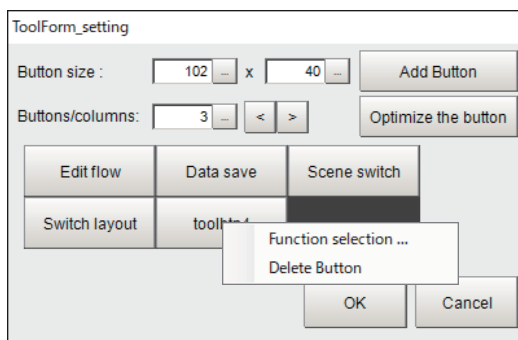 ToolForm_setting
Button size : 102 ... x 40 ... Add Button
Buttons/columns: 3 ... < > Optimize the button
Edit flow Data save Scene switch
Switch layout
Function selection ...
Delete Button
OK Cancel